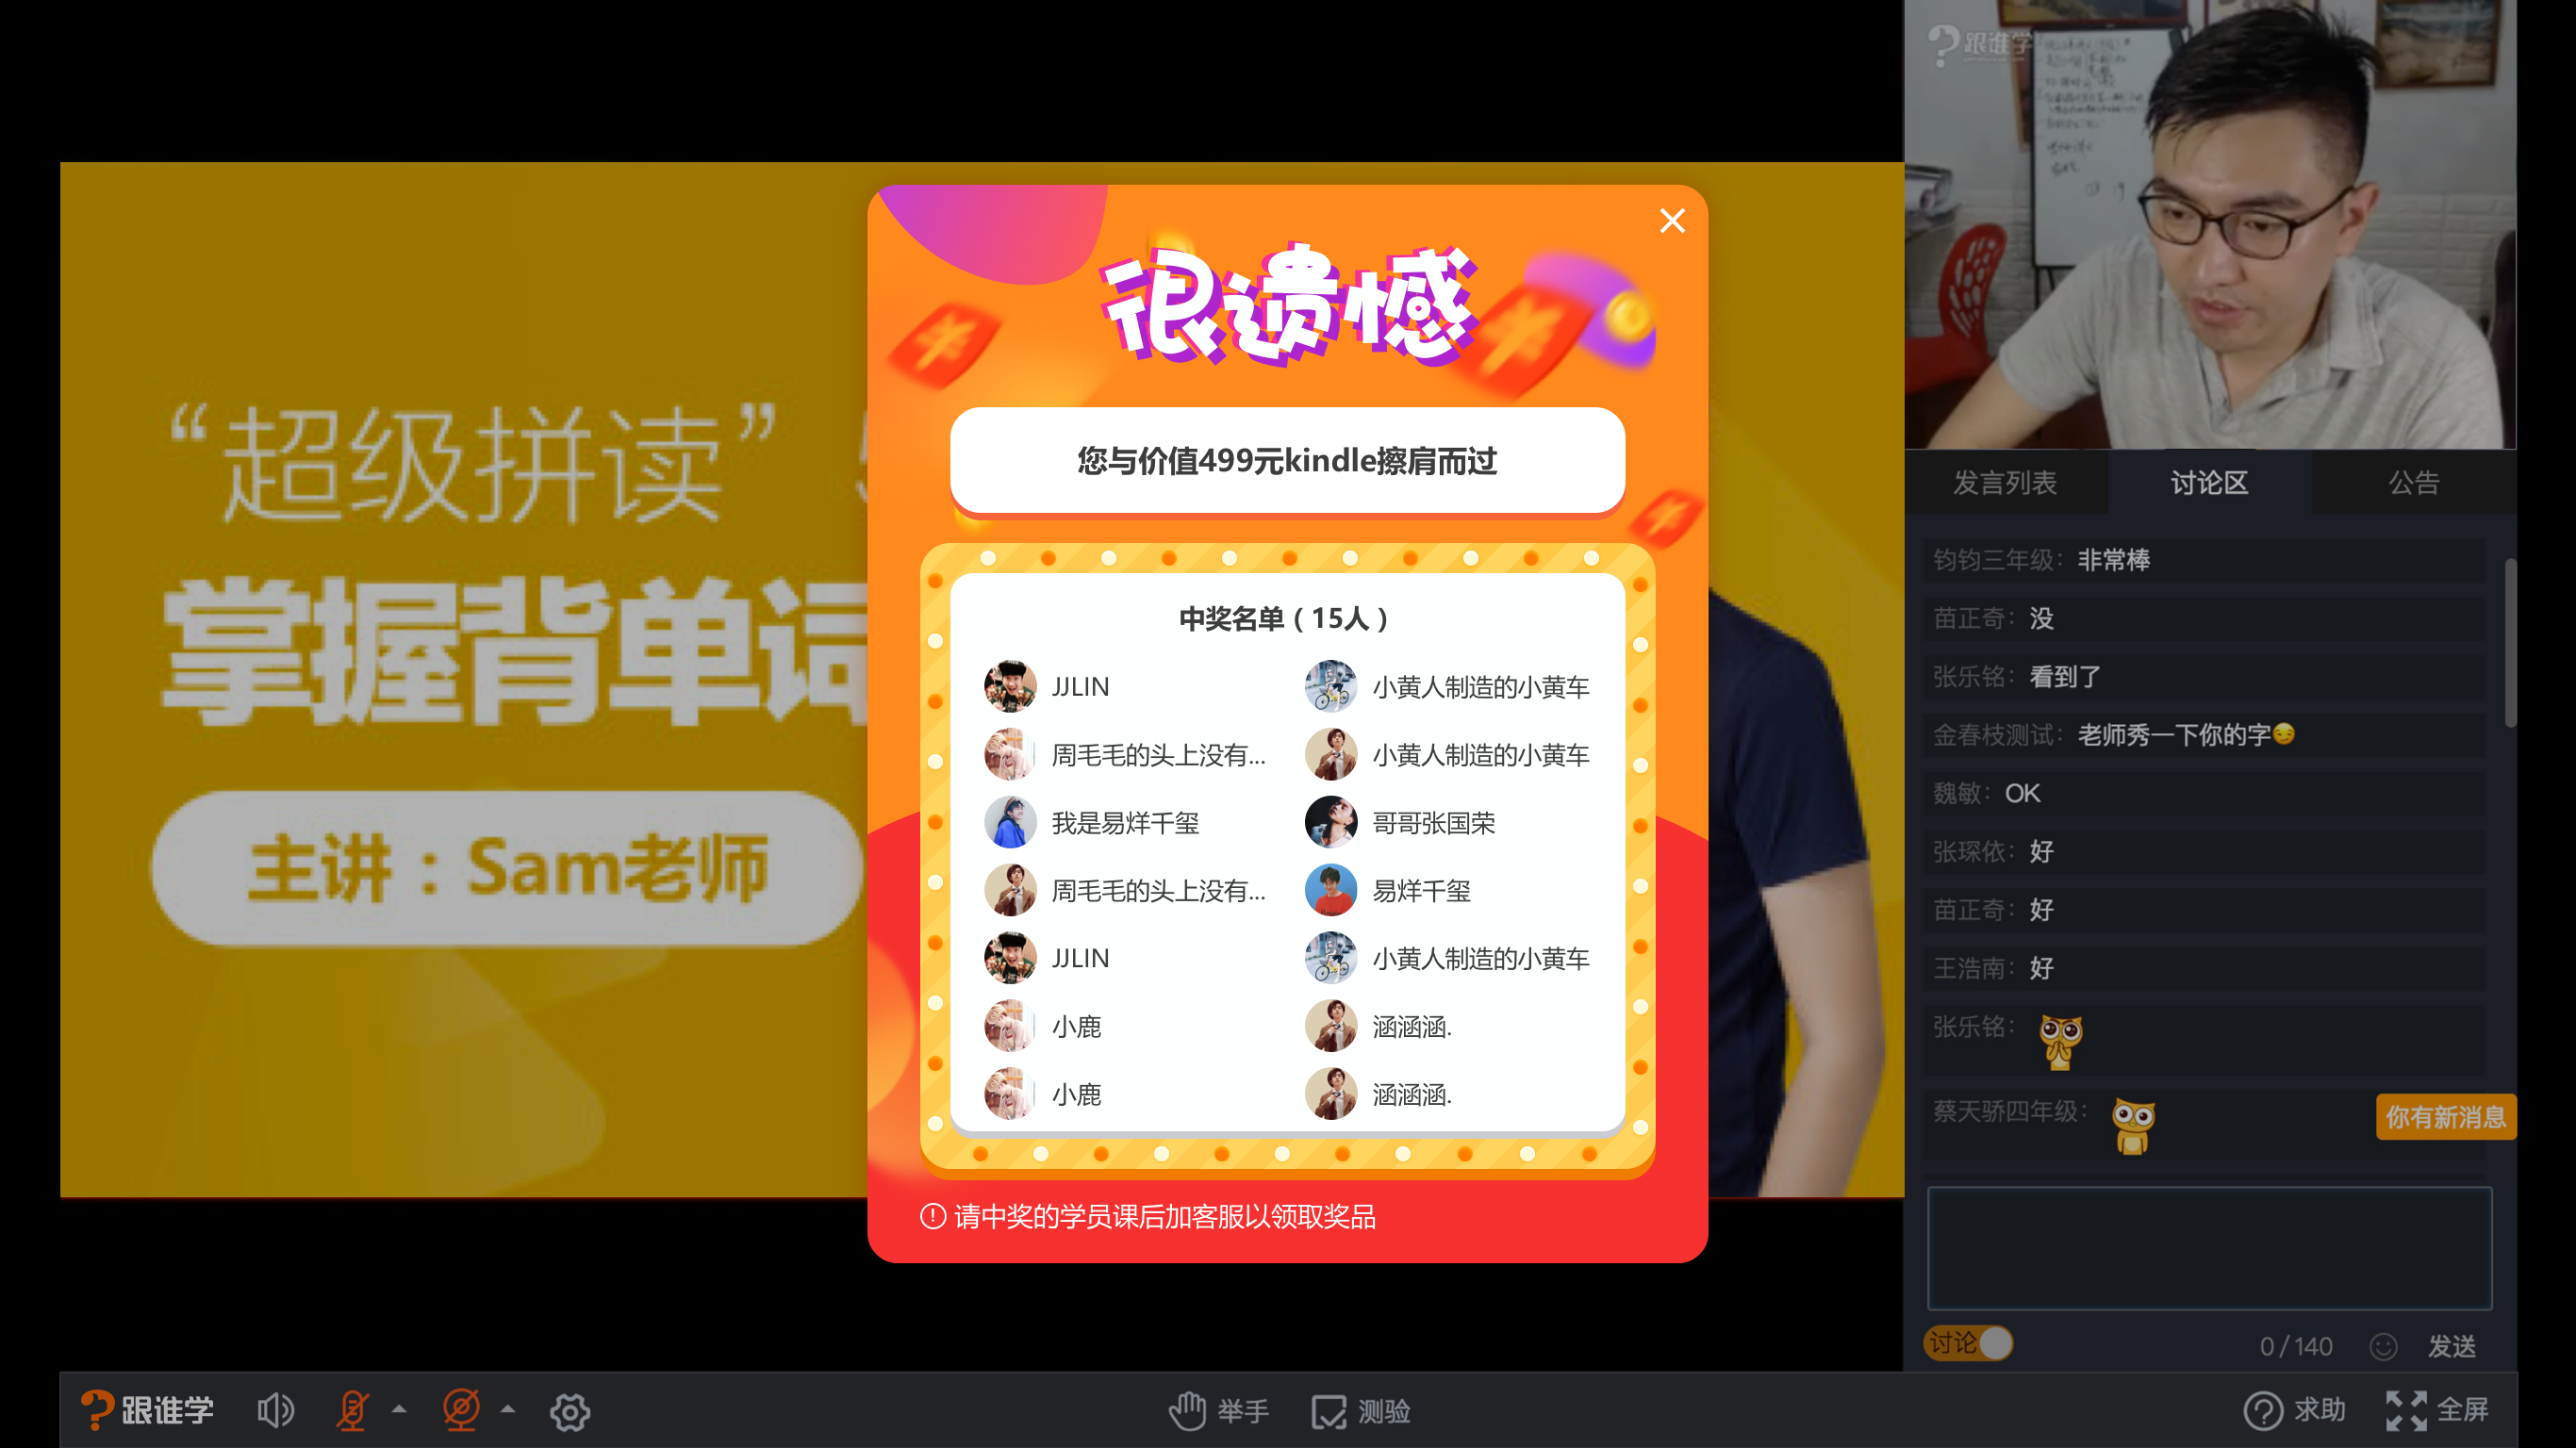 跟谁学
“超级拼读”
掌握背单词
主讲：Sam老师
很遗憾
您与价值499元kindle擦肩而过
中奖名单（15人）
JJLIN
小黄人制造的小黄车
周毛毛的头上没有...
小黄人制造的小黄车
我是易烊千玺
哥哥张国荣
周毛毛的头上没有...
易烊千玺
JJLIN
小黄人制造的小黄车
小鹿
涵涵涵.
小鹿
涵涵涵.
请中奖的学员课后加客服以领取奖品
发言列表 讨论区 公告
钧钧三年级：非常棒
苗正奇：没
张乐铭：看到了
金春枝测试：老师秀一下你的字😏
魏敏：OK
张琛依：好
苗正奇：好
王浩南：好
张乐铭：
蔡天骄四年级：
你有新消息
讨论 0/140 发送
跟谁学 举手 测验 求助 全屏